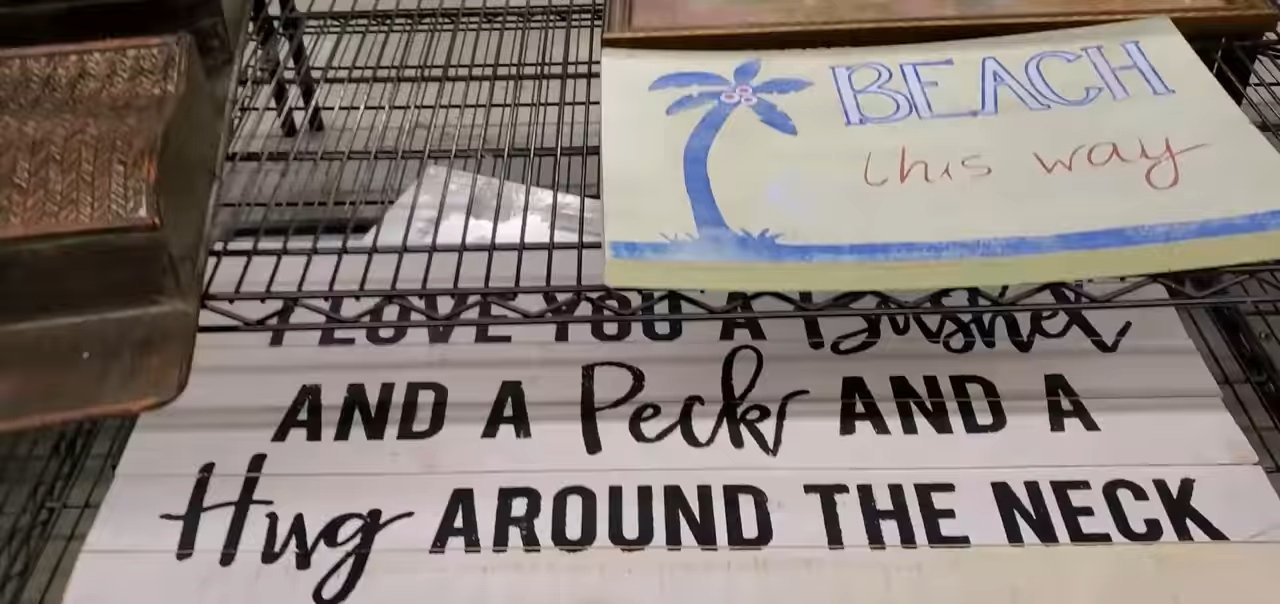 BEACH
this way
I LOVE YOU A Bushel
AND A Peck AND A
Hug AROUND THE NECK